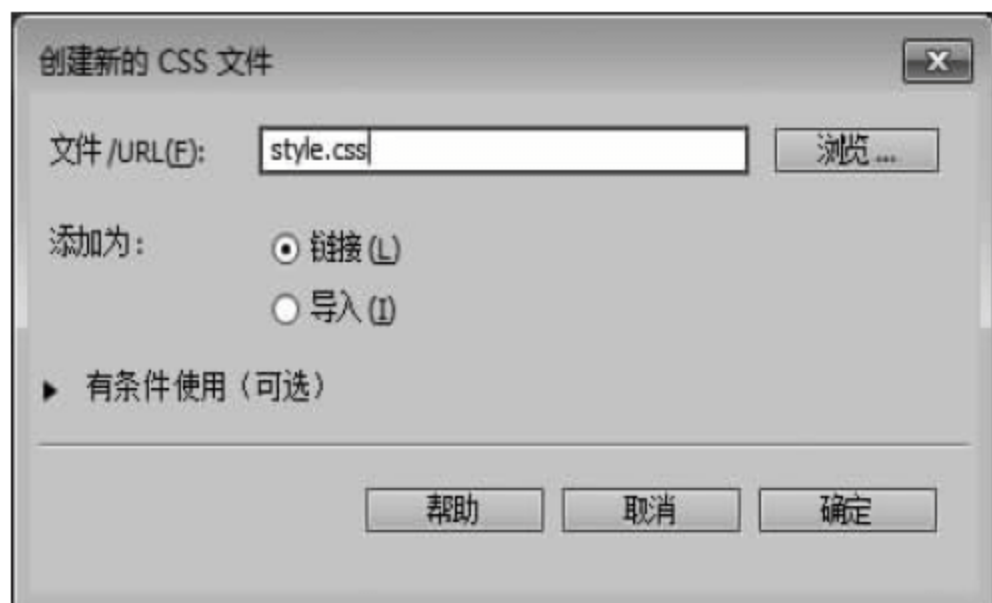 创建新的 CSS 文件
文件/URL(F): style.css 浏览...
添加为: 链接(L)
导入(I)
有条件使用（可选）
帮助 取消 确定